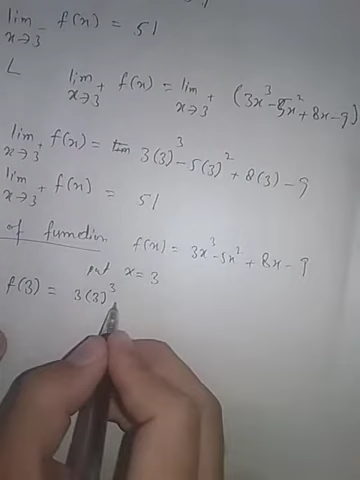 lim x→3⁻ f(x) = 51
L lim x→3⁺ f(x) = lim x→3⁺ (3x³-5x²+8x-9)
lim x→3⁺ f(x) = lim 3(3)³-5(3)²+8(3)-9
lim x→3⁺ f(x) = 51
of function f(x) = 3x³-5x²+8x-9
put x=3
f(3) = 3(3)³